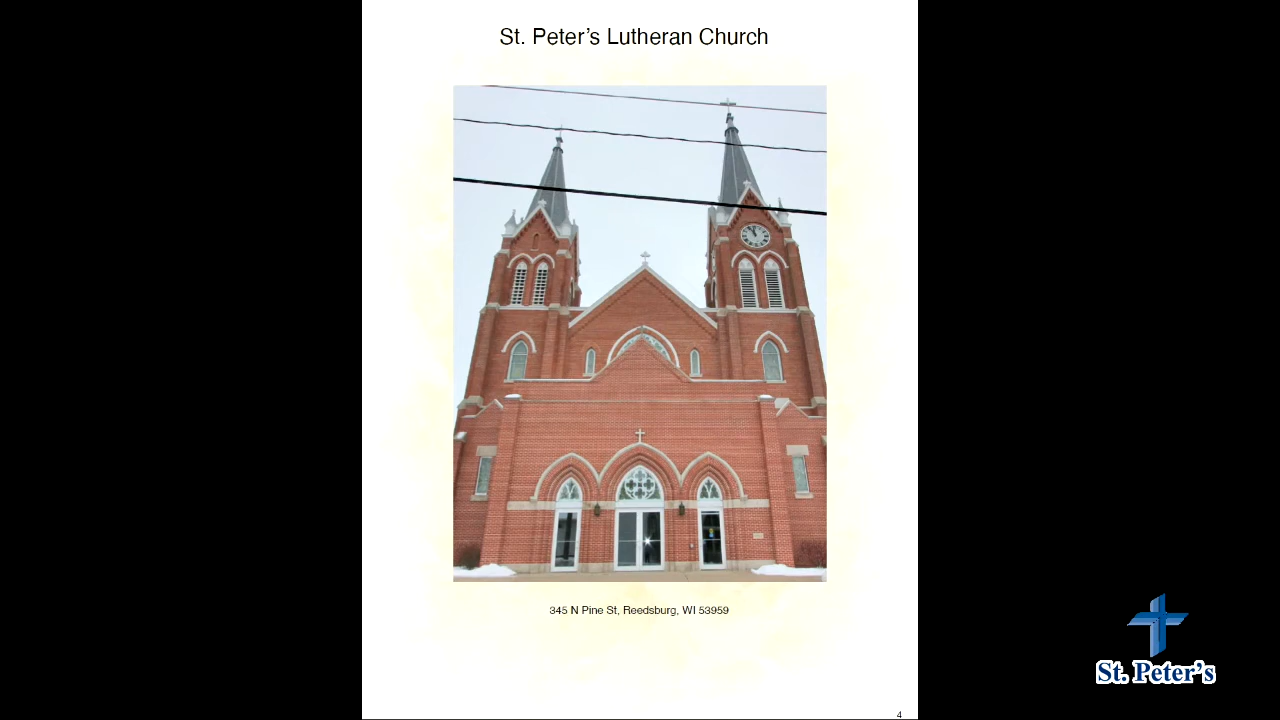 St. Peter’s Lutheran Church
345 N Pine St, Reedsburg, WI 53959
St. Peter’s
4